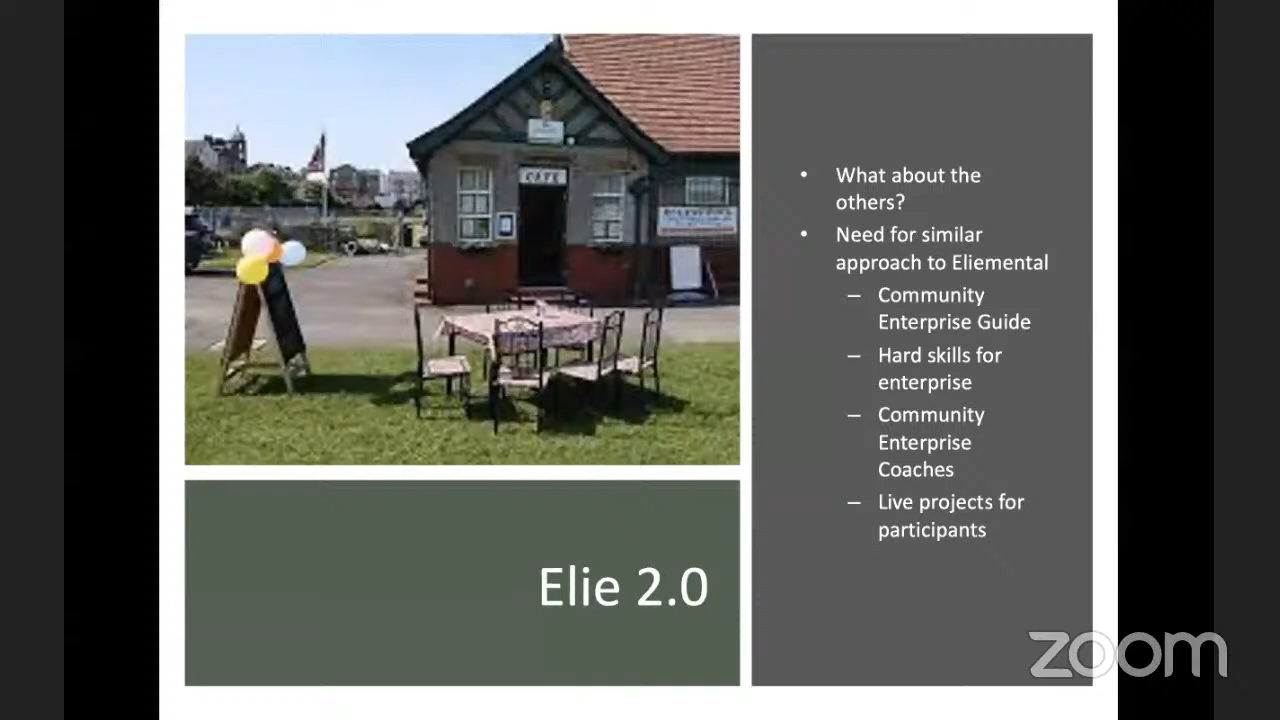 CAFE
• What about the
others?
• Need for similar
approach to Eliemental
– Community
Enterprise Guide
– Hard skills for
enterprise
– Community
Enterprise
Coaches
– Live projects for
participants
Elie 2.0
zoom